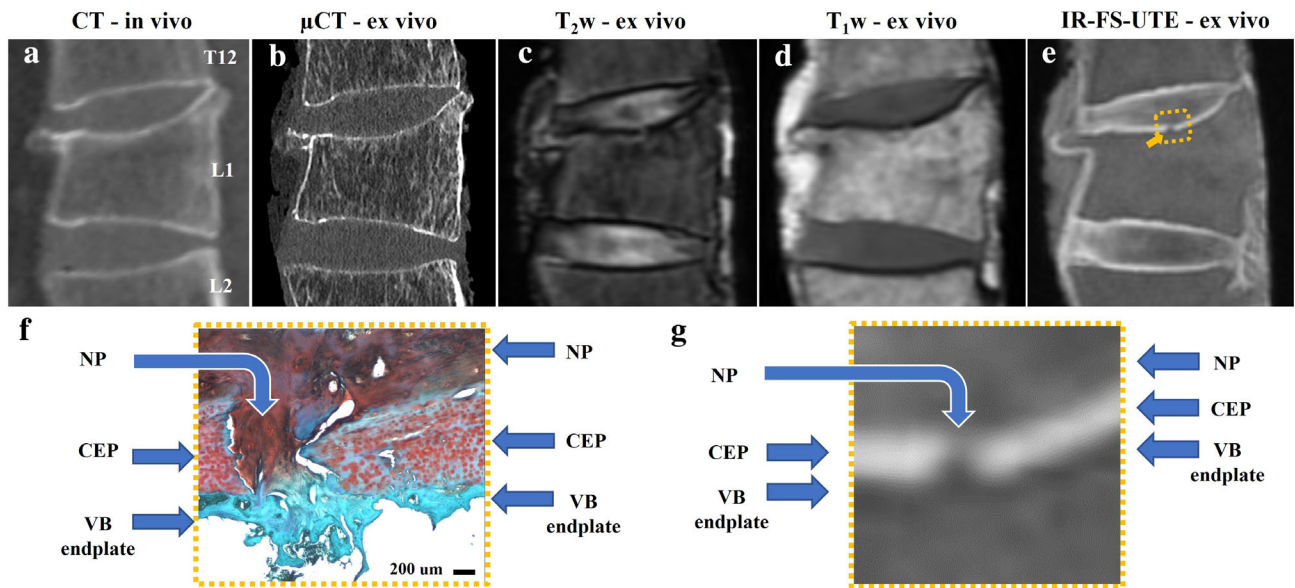 CT - in vivo
µCT - ex vivo
T₂w - ex vivo
T₁w - ex vivo
IR-FS-UTE - ex vivo
a
T12
L1
L2
b
c
d
e
f
NP
CEP
VB
endplate
NP
CEP
VB
endplate
200 um
g
NP
CEP
VB
endplate
NP
CEP
VB
endplate